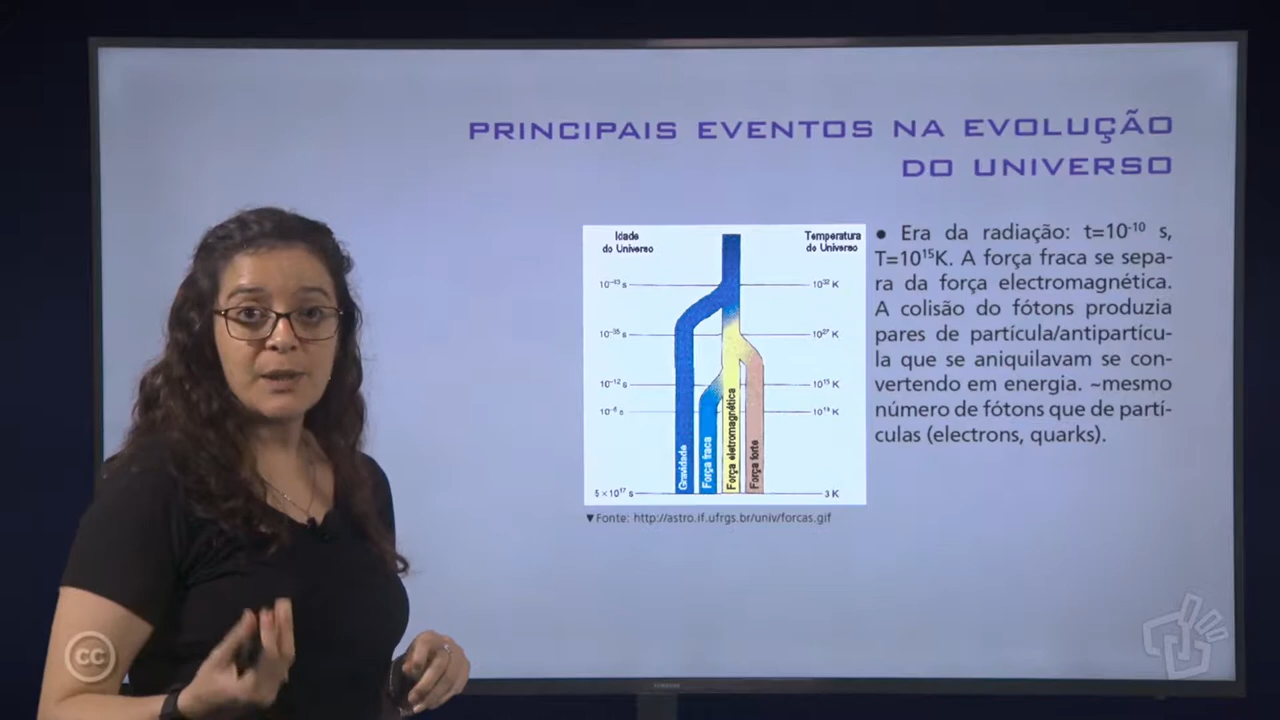 PRINCIPAIS EVENTOS NA EVOLUÇÃO
DO UNIVERSO
Idade
do Universo
Temperatura
do Universo
10⁻⁴³ s
10³² K
10⁻³⁵ s
10²⁷ K
10⁻¹² s
10¹⁵ K
10⁻⁶ s
10¹³ K
5 × 10¹⁷ s
3 K
Gravidade
Força fraca
Força eletromagnética
Força forte
▼Fonte: http://astro.if.ufrgs.br/univ/forcas.gif
● Era da radiação: t=10⁻¹⁰ s,
T=10¹⁵K. A força fraca se sepa-
ra da força electromagnética.
A colisão do fótons produzia
pares de partícula/antipartícu-
la que se aniquilavam se con-
vertendo em energia. ~mesmo
número de fótons que de partí-
culas (electrons, quarks).
cc